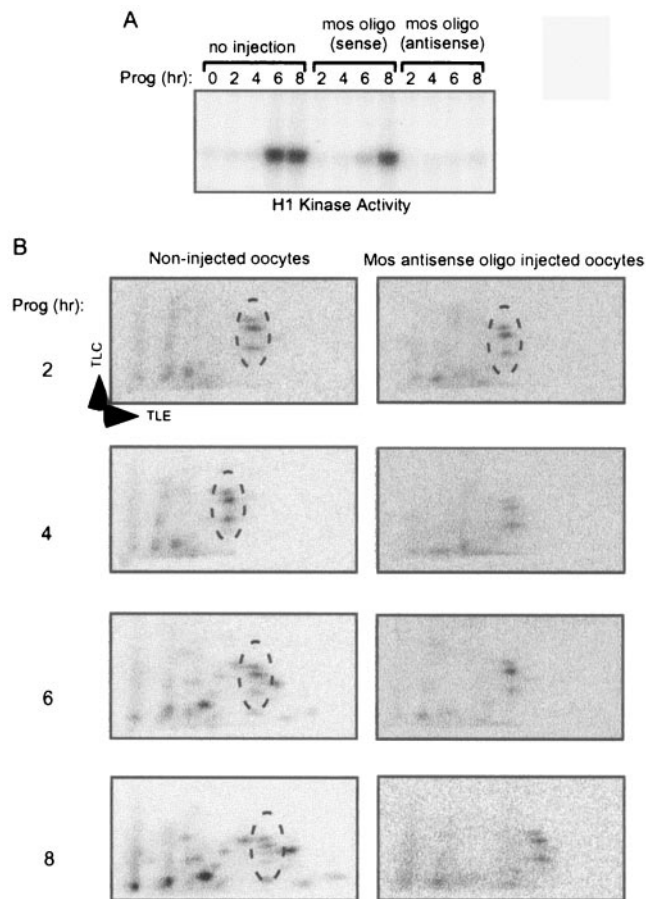 A
no injection
mos oligo (sense)
mos oligo (antisense)
Prog (hr): 0 2 4 6 8 2 4 6 8 2 4 6 8
H1 Kinase Activity
B
Non-injected oocytes
Mos antisense oligo injected oocytes
Prog (hr):
2
TLC
TLE
4
6
8